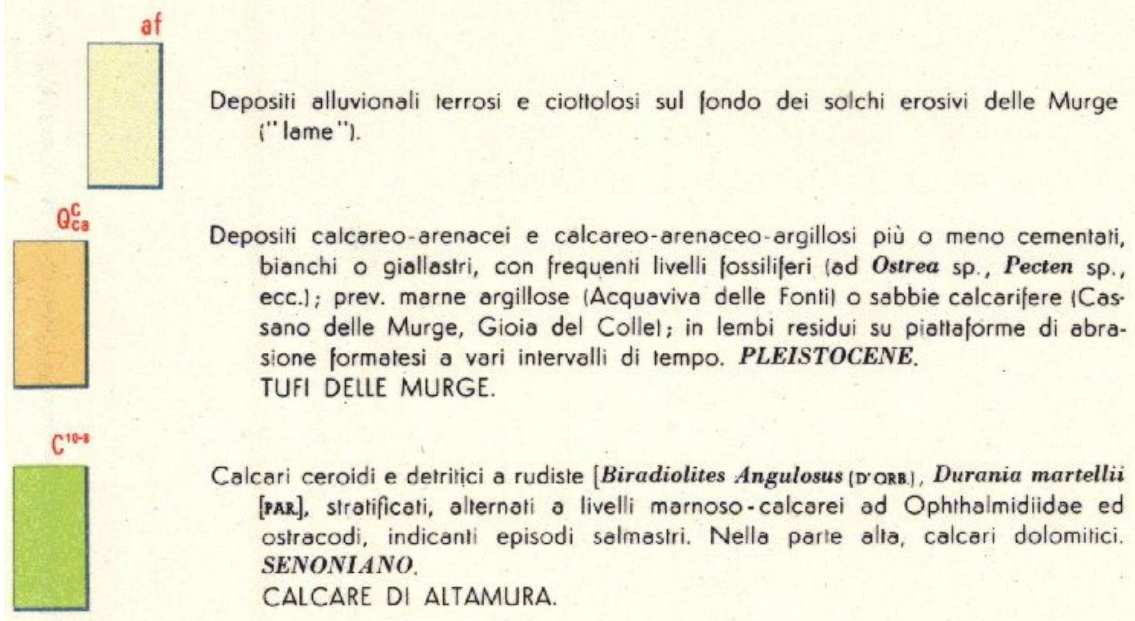 af
Depositi alluvionali terrosi e ciottolosi sul fondo dei solchi erosivi delle Murge
("lame").
Q^c_ca
Depositi calcareo-arenacei e calcareo-arenaceo-argillosi più o meno cementati,
bianchi o giallastri, con frequenti livelli fossiliferi (ad Ostrea sp., Pecten sp.,
ecc.); prev. marne argillose (Acquaviva delle Fonti) o sabbie calcarifere (Cas-
sano delle Murge, Gioia del Colle); in lembi residui su piattaforme di abra-
sione formatesi a vari intervalli di tempo. PLEISTOCENE.
TUFI DELLE MURGE.
C^10-8
Calcari ceroidi e detritici a rudiste [Biradiolites Angulosus (D'ORB.), Durania martellii
[PAR.], stratificati, alternati a livelli marnoso-calcarei ad Ophthalmidiidae ed
ostracodi, indicanti episodi salmastri. Nella parte alta, calcari dolomitici.
SENONIANO.
CALCARE DI ALTAMURA.